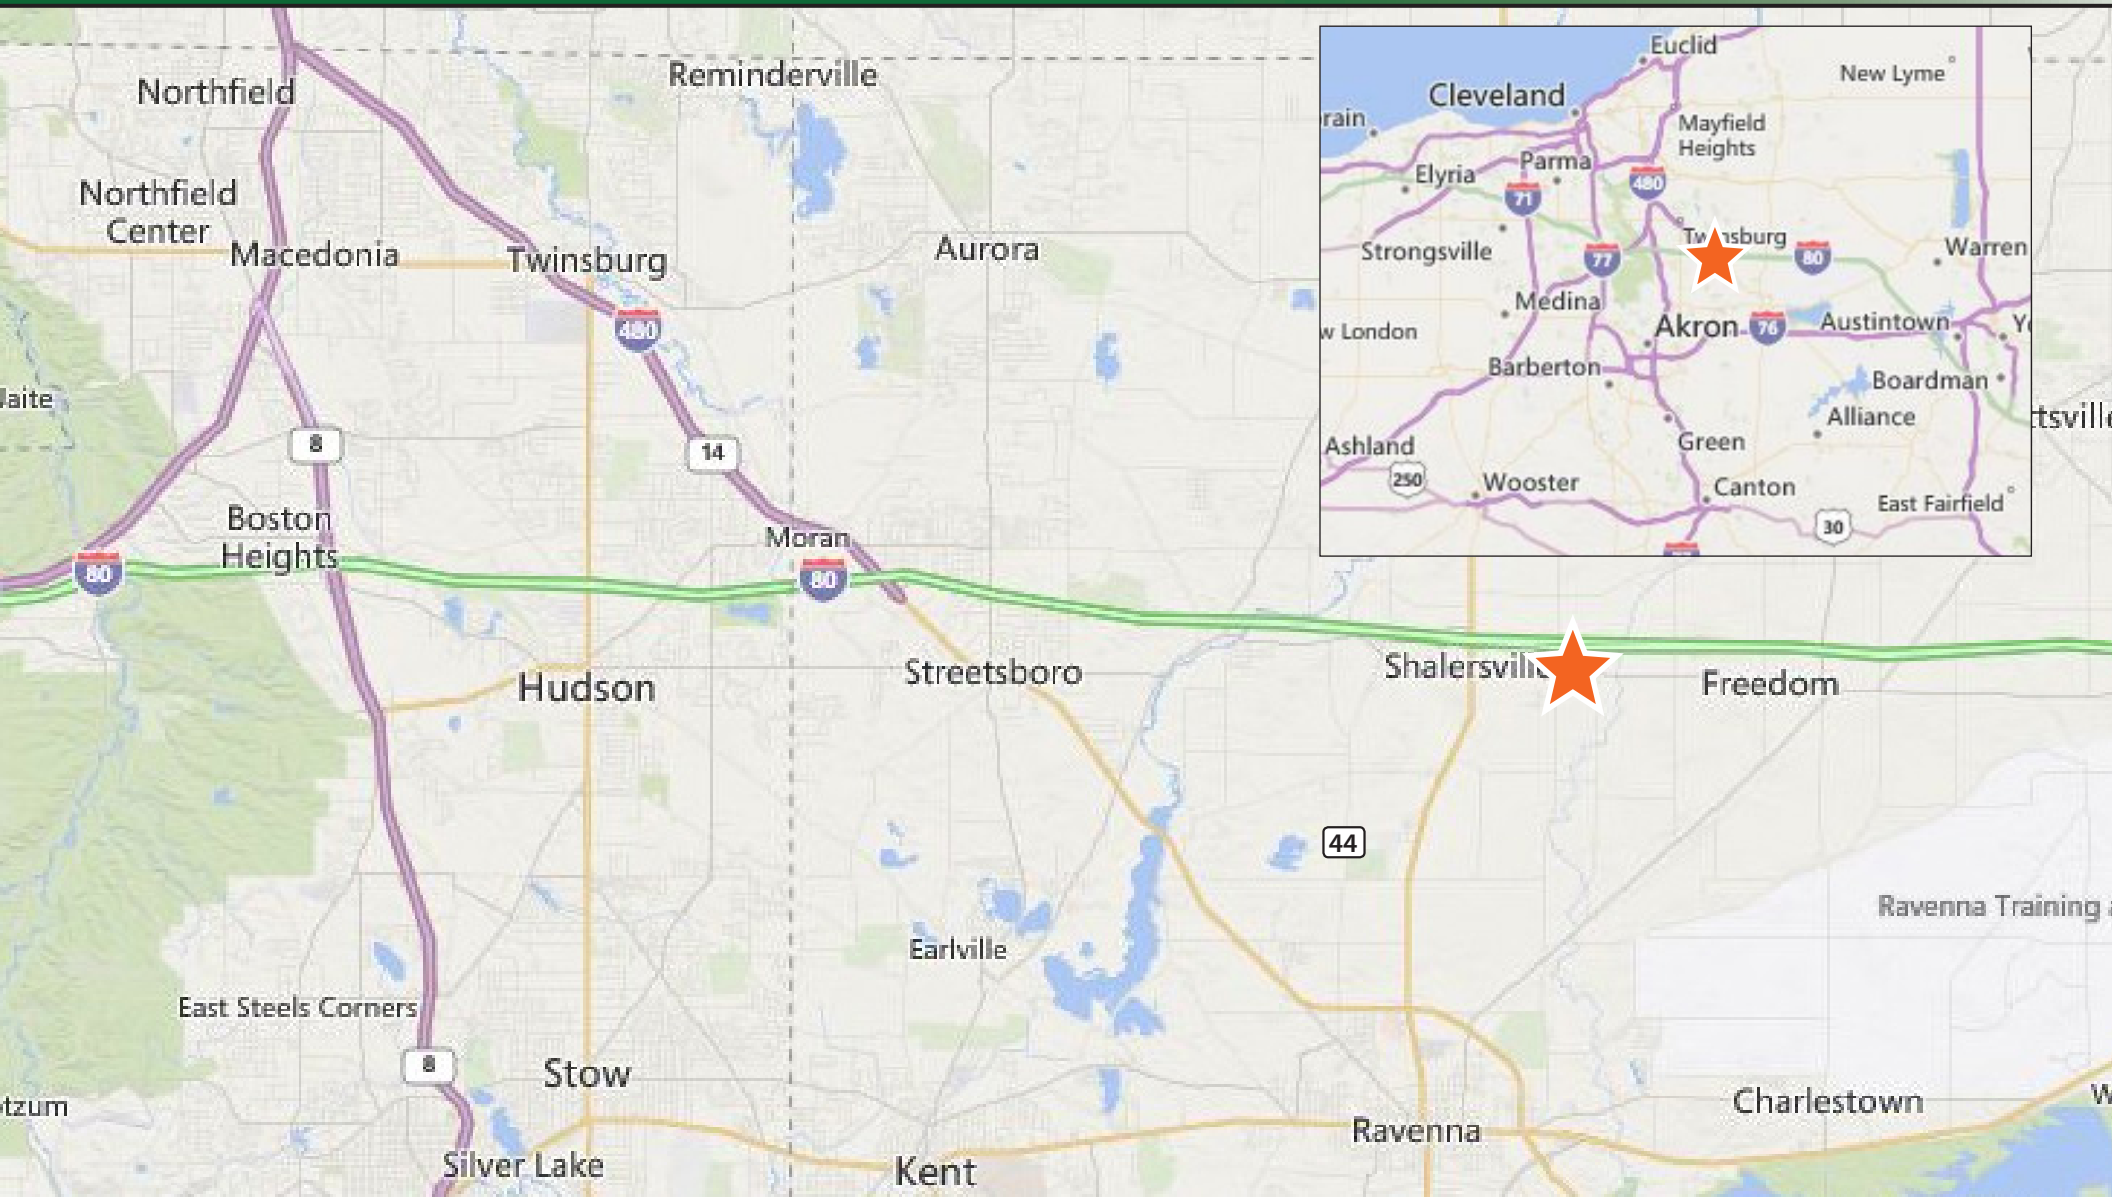 Northfield
Reminderville
Northfield
Center
Macedonia
Twinsburg
Aurora
480
8
14
Boston
Heights
80
Moran
80
Hudson
Streetsboro
Shalersville
Freedom
44
Ravenna Training
Earlville
East Steels Corners
8
Stow
Charlestown
Ravenna
Silver Lake
Kent
Euclid
New Lyme
Cleveland
Mayfield
Heights
Parma
Elyria
480
71
Strongsville
Twinsburg
77
80
Warren
Medina
Akron
76
Austintown
w London
Barberton
Boardman
Alliance
Ashland
Green
250
Wooster
Canton
East Fairfield
30